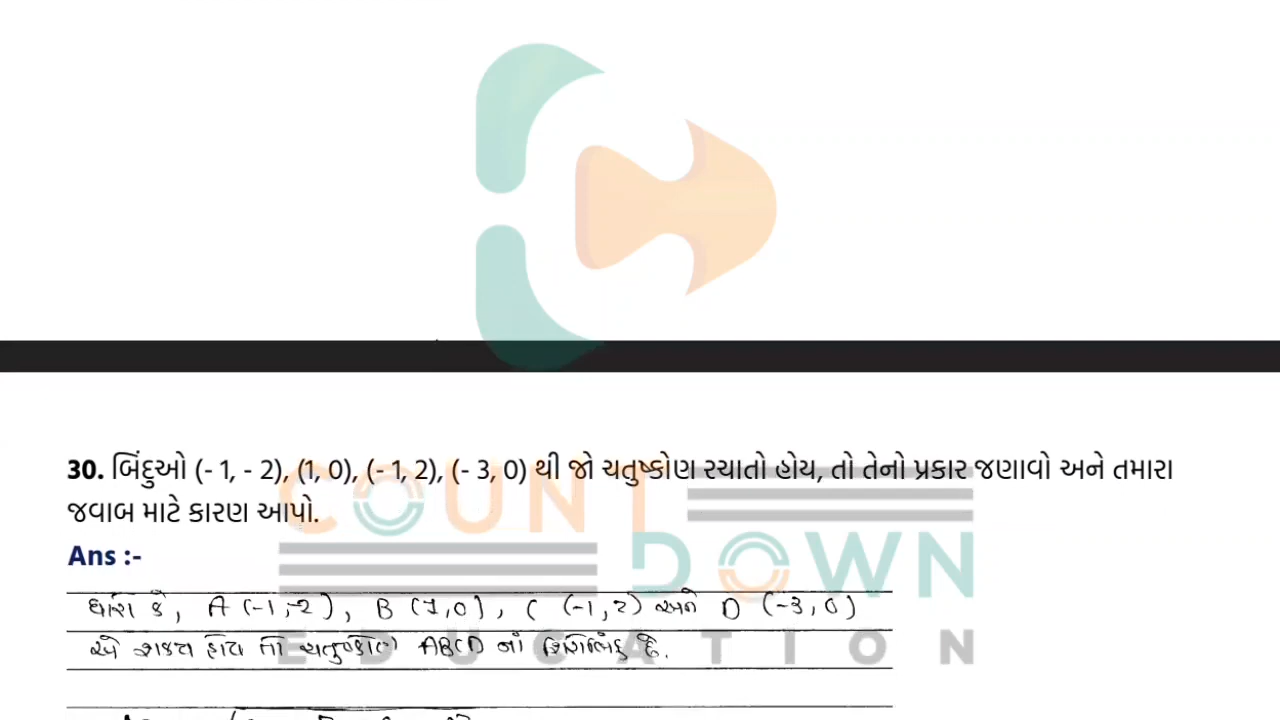 30. બિંદુઓ (- 1, - 2), (1, 0), (- 1, 2), (- 3, 0) થી જો ચતુષ્કોણ રચાતો હોય, તો તેનો પ્રકાર જણાવો અને તમારા
જવાબ માટે કારણ આપો.
COUNT
DOWN
Ans :-
ધારો કે, A (-1,-2), B (1,0), C (-1,2) અને D (-3,0)
એ શક્ય હોય તો ચતુષ્કોણ ABCD નાં શિરોબિંદુ છે.
EDUCATION